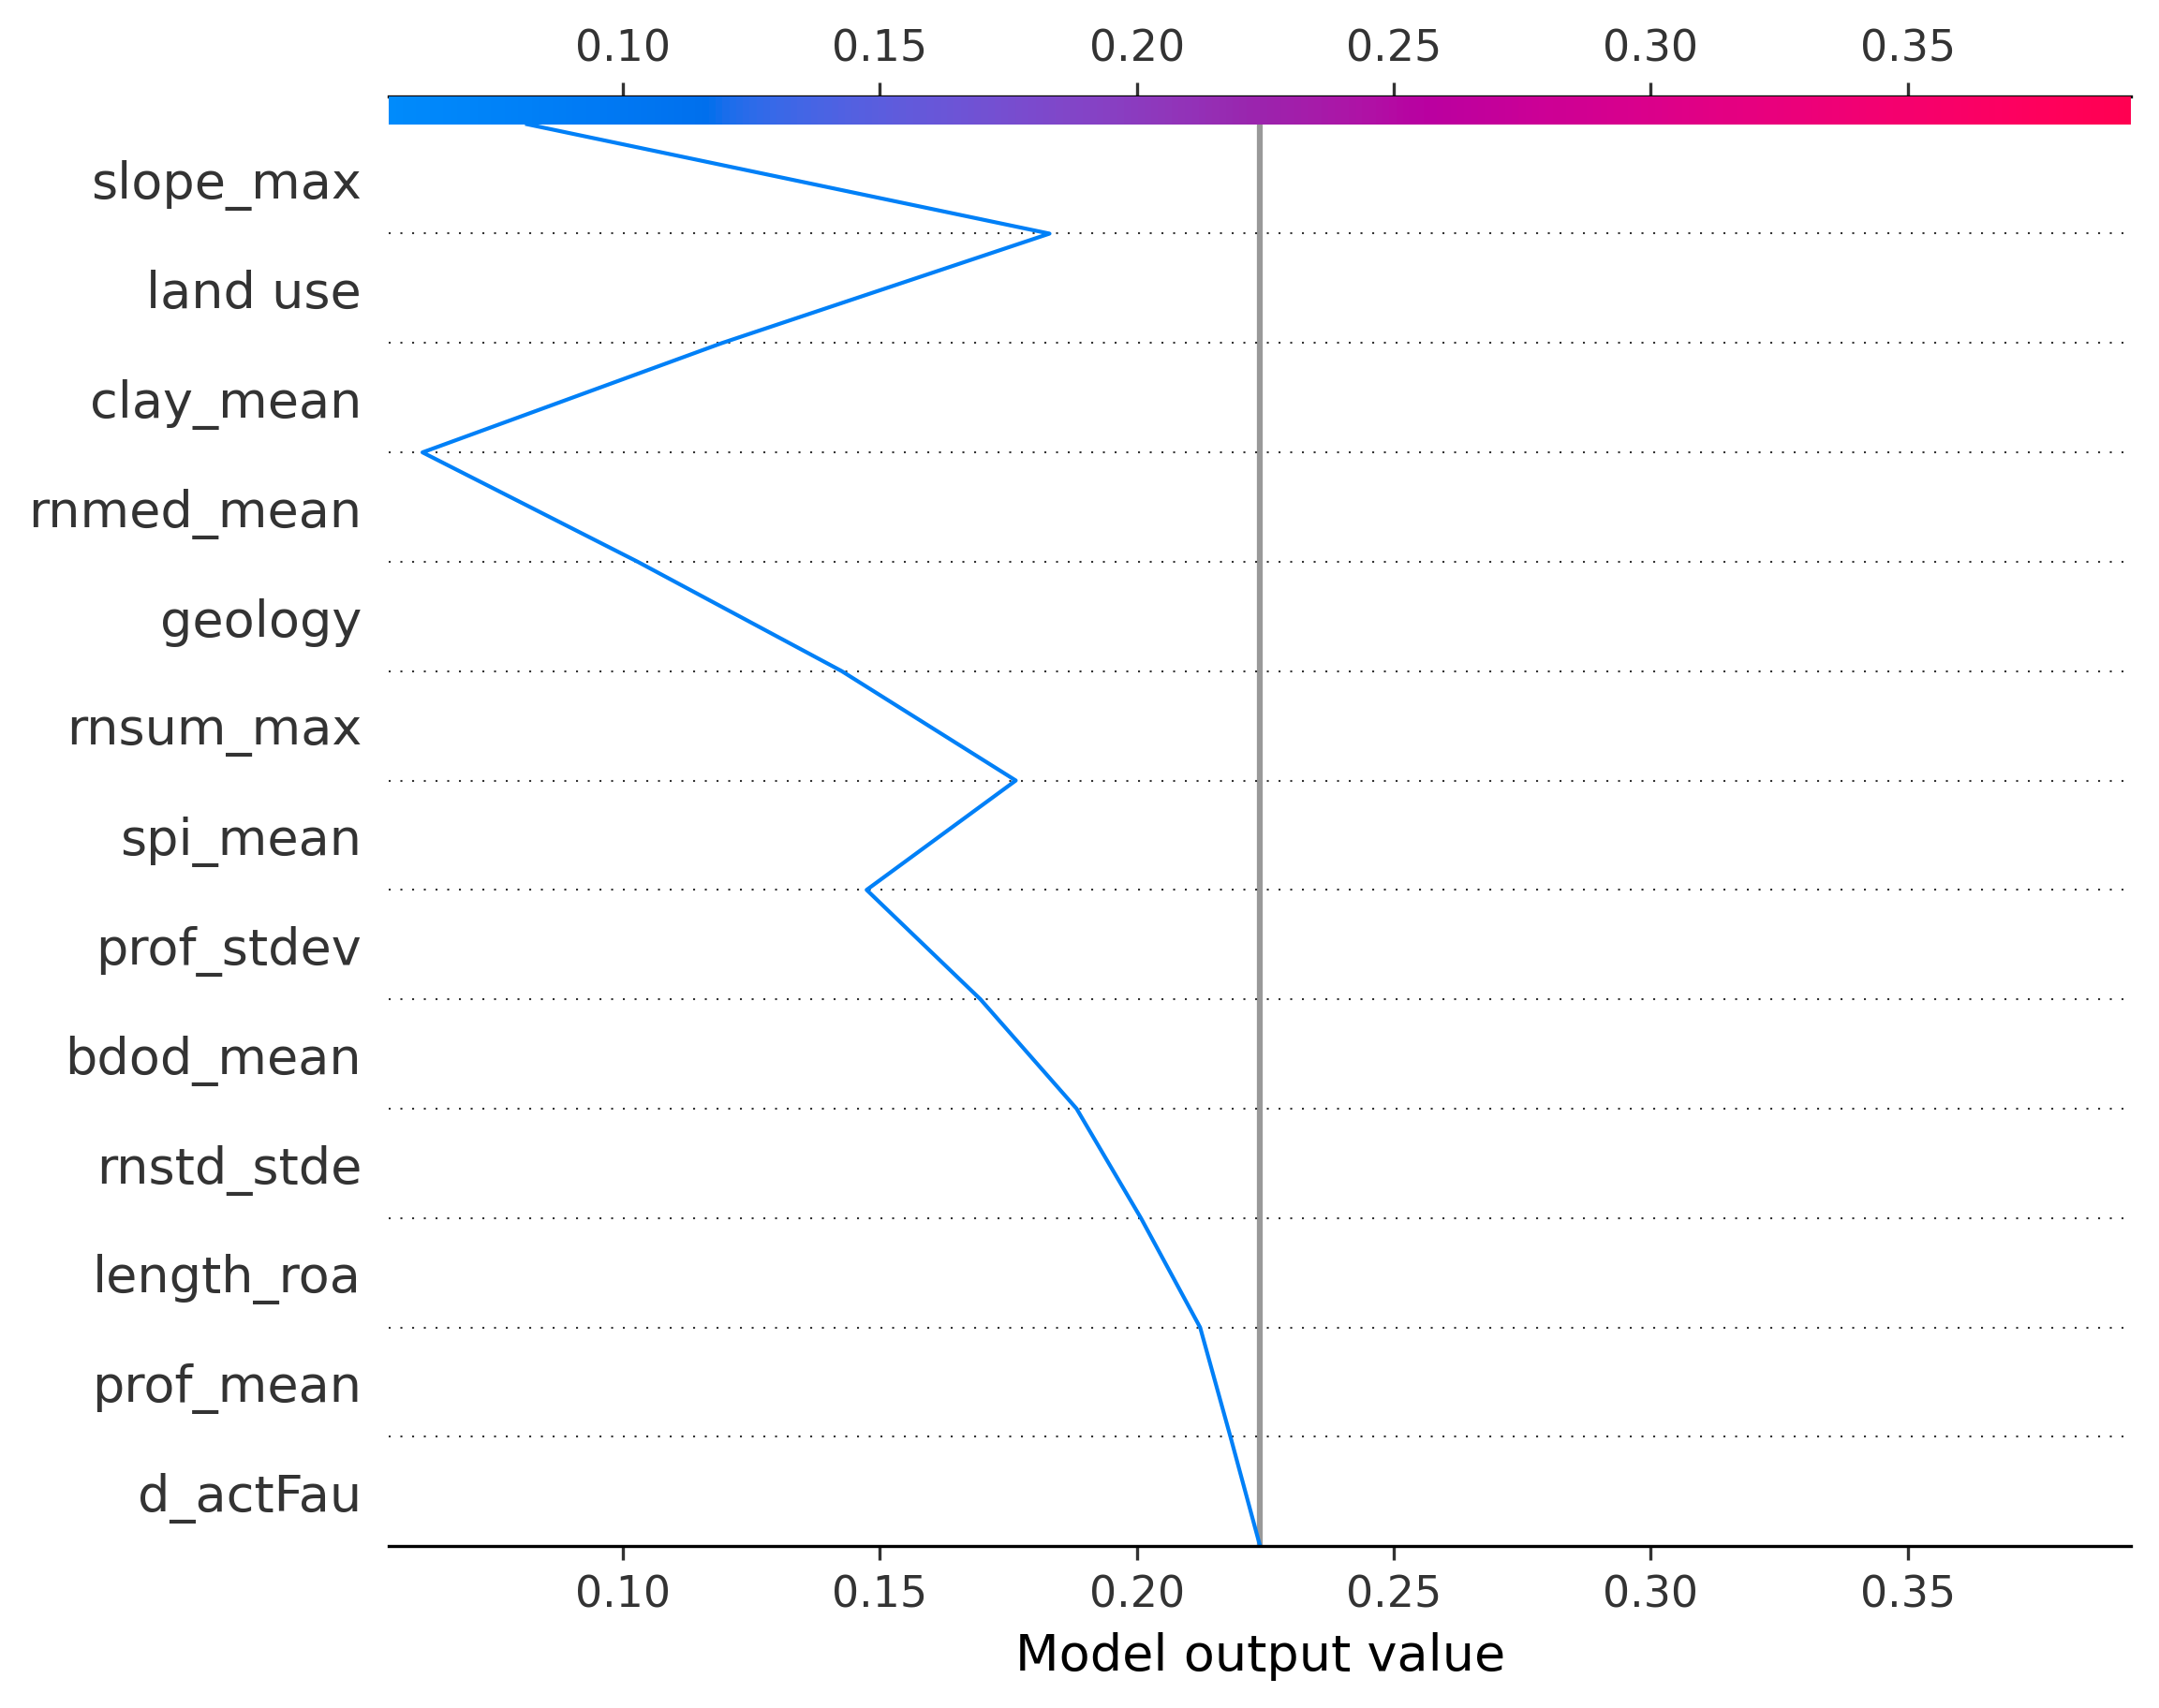 0.10 0.15 0.20 0.25 0.30 0.35
slope_max
land use
clay_mean
rnmed_mean
geology
rnsum_max
spi_mean
prof_stdev
bdod_mean
rnstd_stde
length_roa
prof_mean
d_actFau
0.10 0.15 0.20 0.25 0.30 0.35
Model output value